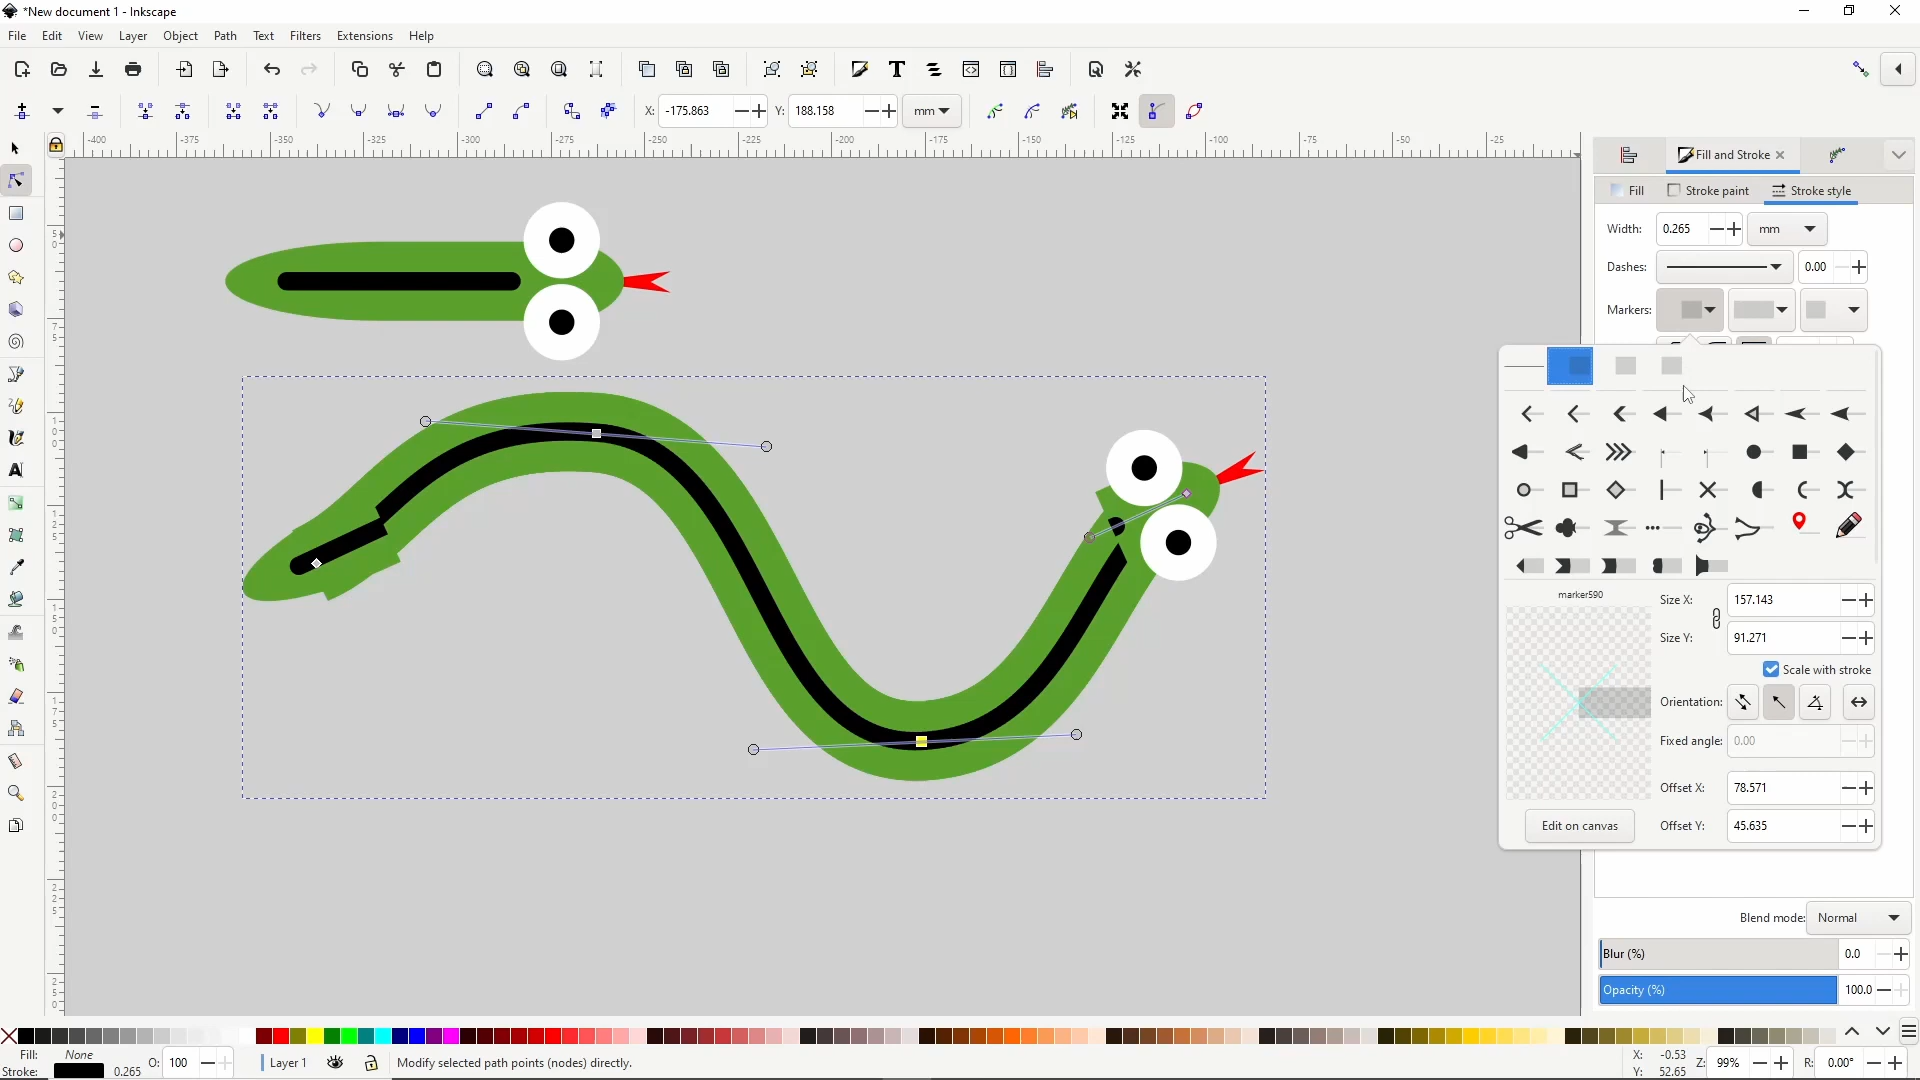 *New document 1 - Inkscape
File Edit View Layer Object Path Text Filters Extensions Help
X: -175.863 Y: 188.158 mm
-400 -375 -350 -325 -300 -275 -250 -225 -200 -175 -150 -125 -100 -75 -50 -25
Fill and Stroke
Fill Stroke paint Stroke style
Width: 0.265 mm
Dashes: 0.00
Markers:
marker590
Size X: 157.143
Size Y: 91.271
Scale with stroke
Orientation:
Fixed angle: 0.00
Offset X: 78.571
Edit on canvas Offset Y: 45.635
Blend mode: Normal
Blur (%) 0.0
Opacity (%) 100.0
Fill: None O: 100 Layer 1 Modify selected path points (nodes) directly. X: -0.53 Z: 99% R: 0.00°
Stroke: 0.265 Y: 52.65